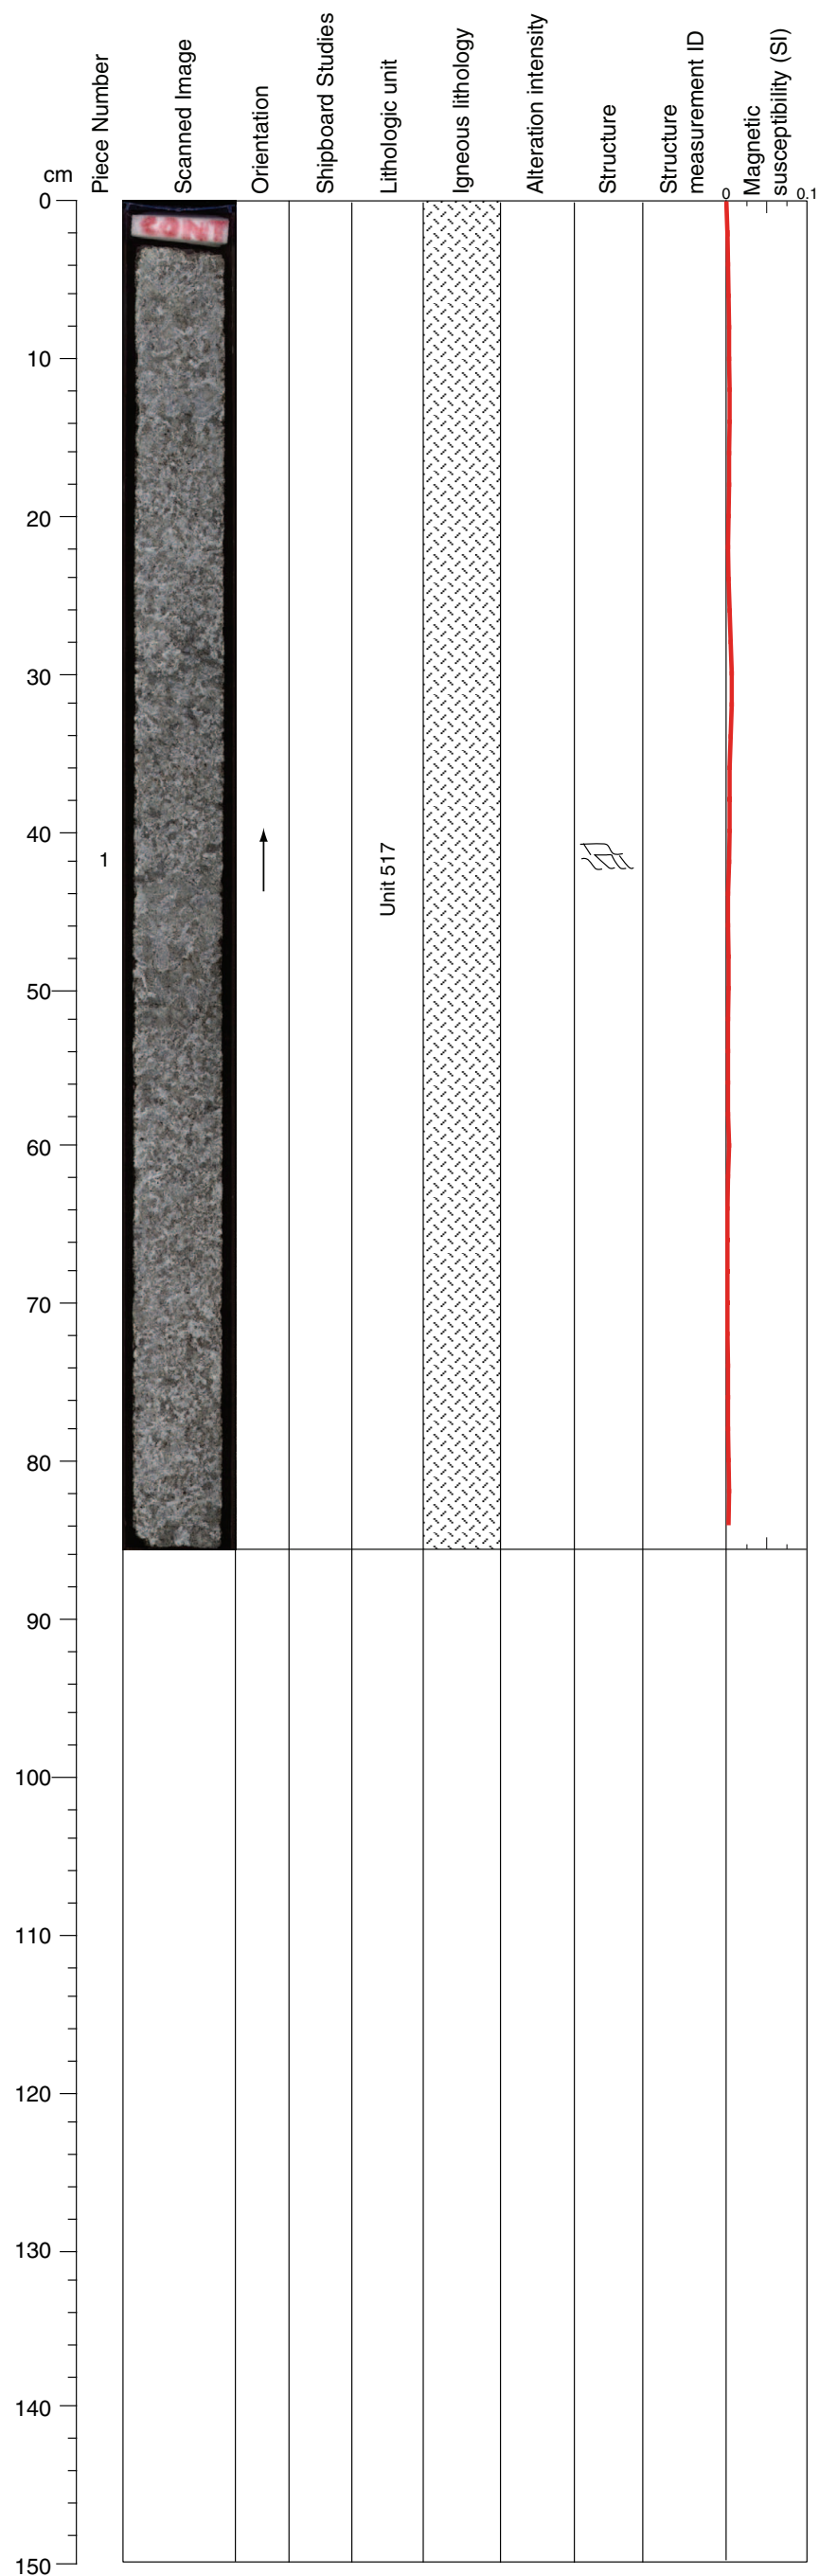 cm
Piece Number
Scanned Image
Orientation
Shipboard Studies
Lithologic unit
Igneous lithology
Alteration intensity
Structure
Structure
measurement ID
Magnetic
susceptibility (SI)
0 0.1
0
CONT
10
20
30
40
1
Unit 517
50
60
70
80
90
100
110
120
130
140
150